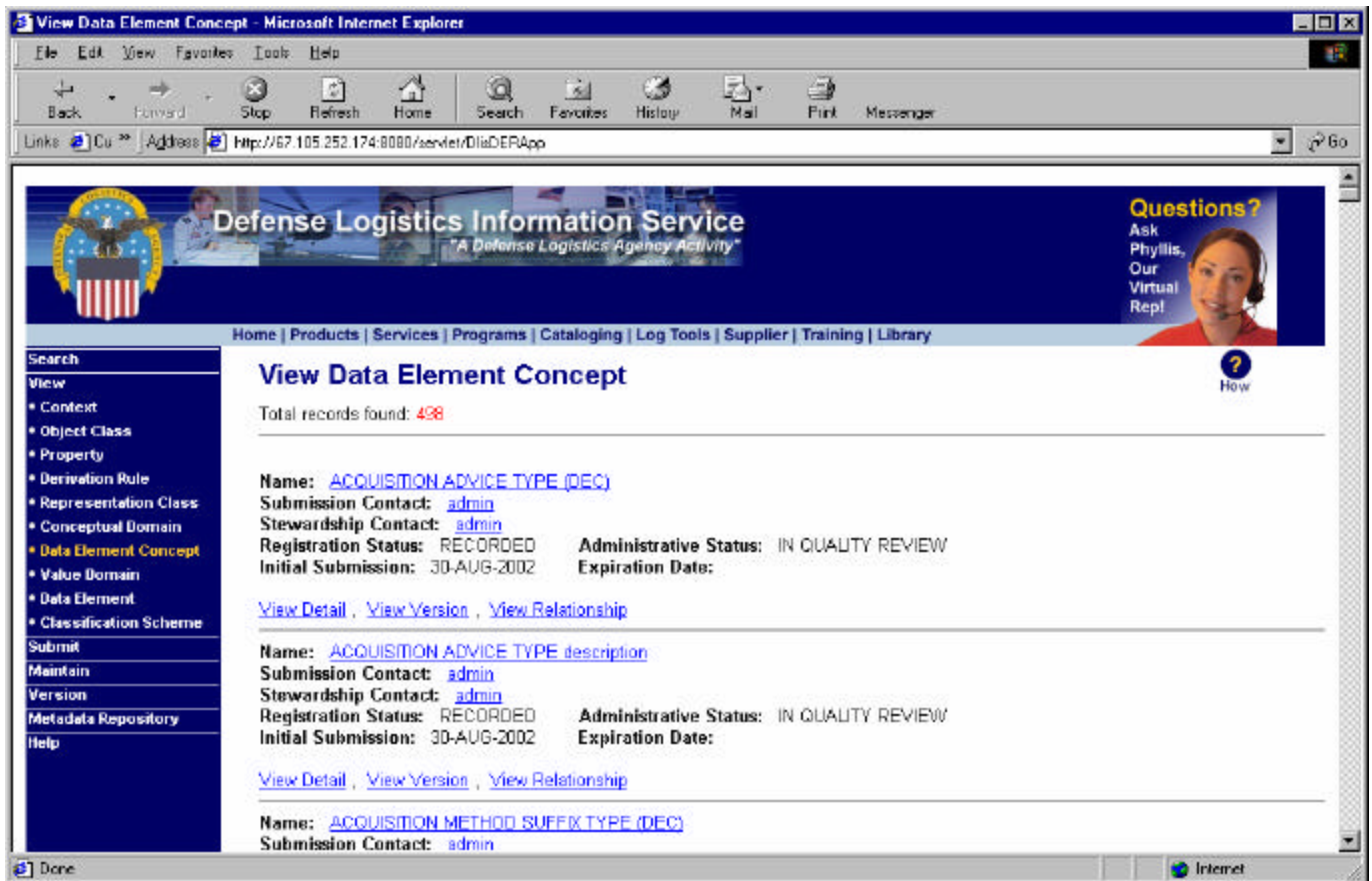 View Data Element Concept - Microsoft Internet Explorer
File Edit View Favorites Tools Help
Back Forward Stop Refresh Home Search Favorites History Mail Print Messenger
Links Cu » Address http://67.105.252.174:8080/servlet/DlisDERApp Go
Defense Logistics Information Service
"A Defense Logistics Agency Activity"
Questions?
Ask
Phyllis,
Our
Virtual
Rep!
Home | Products | Services | Programs | Cataloging | Log Tools | Supplier | Training | Library
Search
View
• Context
• Object Class
• Property
• Derivation Rule
• Representation Class
• Conceptual Domain
• Data Element Concept
• Value Domain
• Data Element
• Classification Scheme
Submit
Maintain
Version
Metadata Repository
Help
View Data Element Concept
? How
Total records found: 498
Name: ACQUISITION ADVICE TYPE (DEC)
Submission Contact: admin
Stewardship Contact: admin
Registration Status: RECORDED Administrative Status: IN QUALITY REVIEW
Initial Submission: 30-AUG-2002 Expiration Date:
View Detail , View Version , View Relationship
Name: ACQUISITION ADVICE TYPE description
Submission Contact: admin
Stewardship Contact: admin
Registration Status: RECORDED Administrative Status: IN QUALITY REVIEW
Initial Submission: 30-AUG-2002 Expiration Date:
View Detail , View Version , View Relationship
Name: ACQUISITION METHOD SUFFIX TYPE (DEC)
Submission Contact: admin
Done Internet